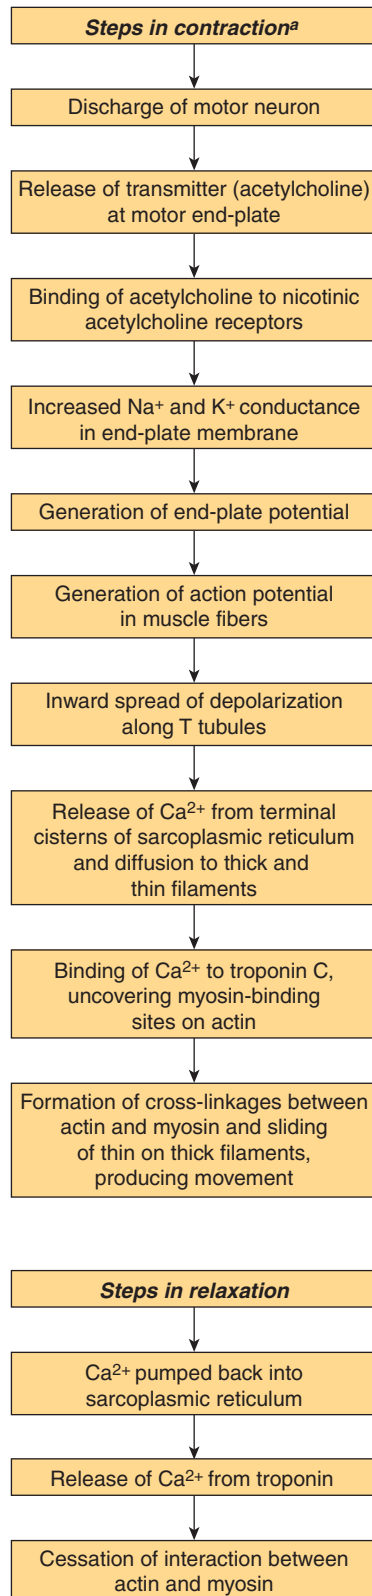 Steps in contractionᵃ
Discharge of motor neuron
Release of transmitter (acetylcholine)
at motor end-plate
Binding of acetylcholine to nicotinic
acetylcholine receptors
Increased Na⁺ and K⁺ conductance
in end-plate membrane
Generation of end-plate potential
Generation of action potential
in muscle fibers
Inward spread of depolarization
along T tubules
Release of Ca²⁺ from terminal
cisterns of sarcoplasmic reticulum
and diffusion to thick and
thin filaments
Binding of Ca²⁺ to troponin C,
uncovering myosin-binding
sites on actin
Formation of cross-linkages between
actin and myosin and sliding
of thin on thick filaments,
producing movement
Steps in relaxation
Ca²⁺ pumped back into
sarcoplasmic reticulum
Release of Ca²⁺ from troponin
Cessation of interaction between
actin and myosin